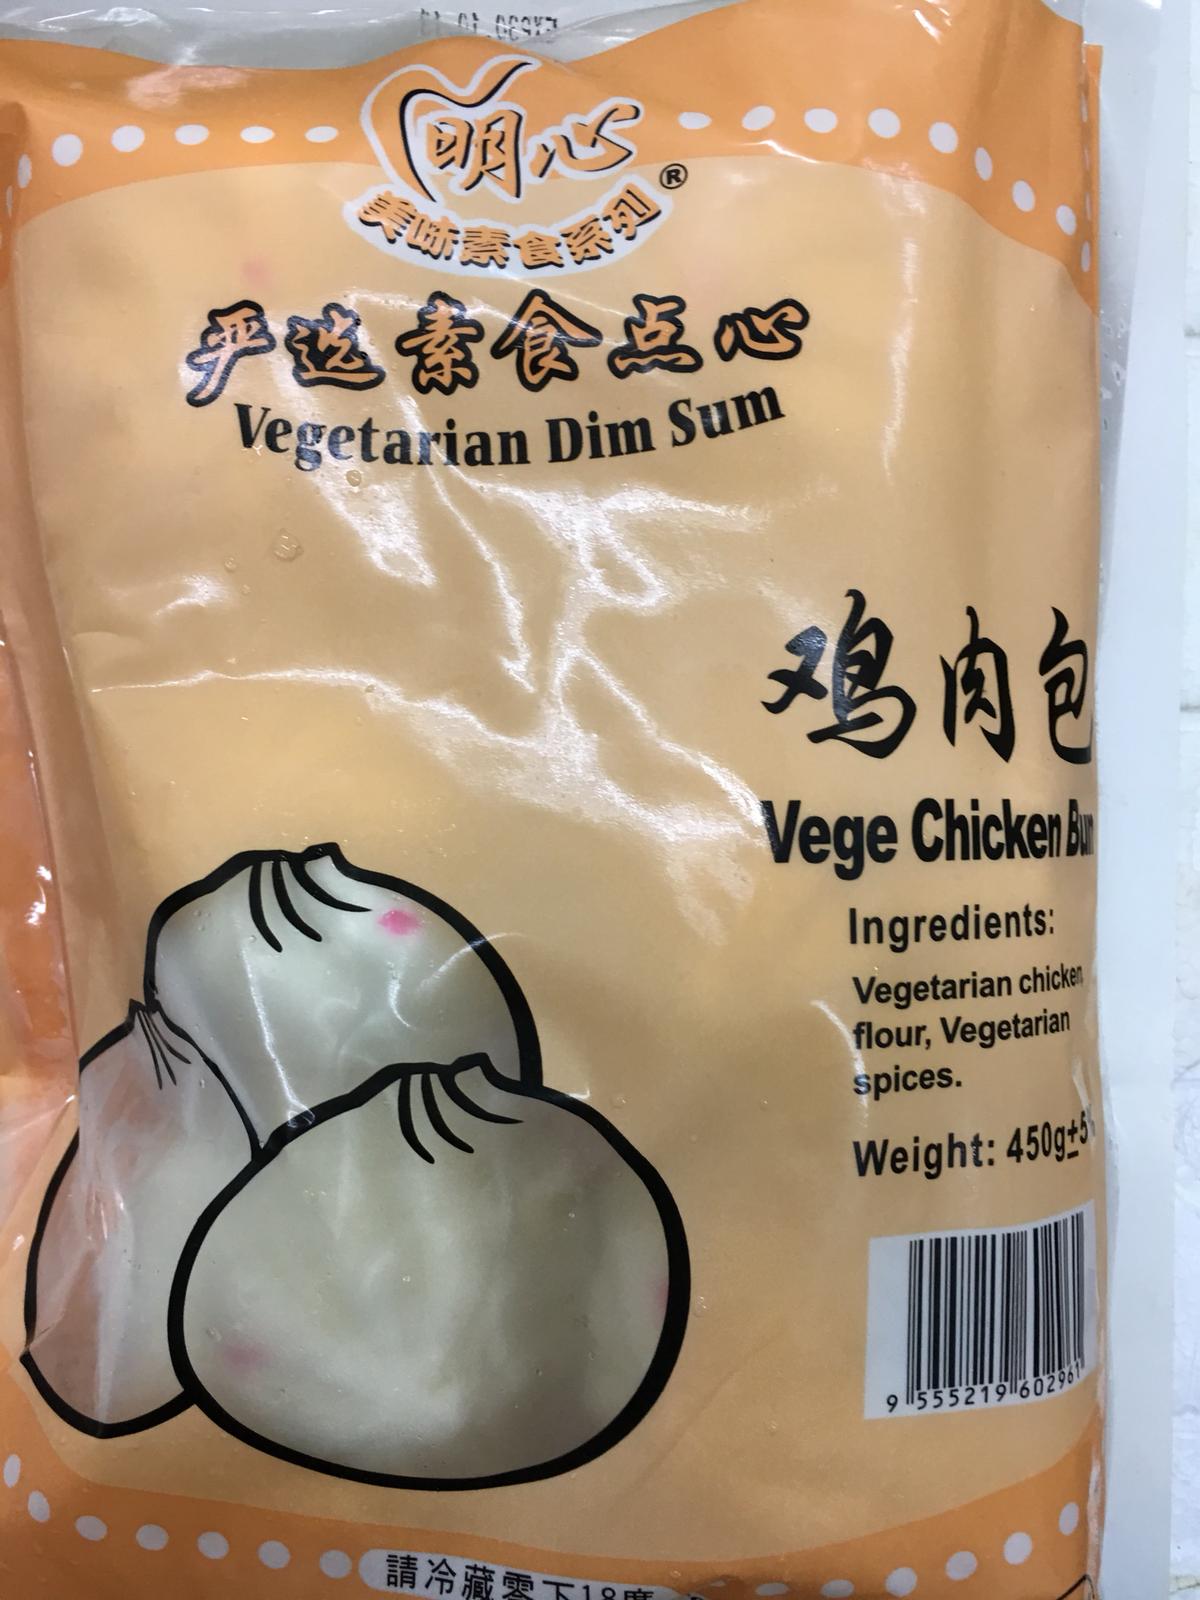 明心
®
美味素食系列
严选素食点心
Vegetarian Dim Sum
鸡肉包
Vege Chicken Bun
Ingredients:
Vegetarian chicken,
flour, Vegetarian
spices.
Weight: 450g±5%
9 555219 602961
請冷藏零下18度